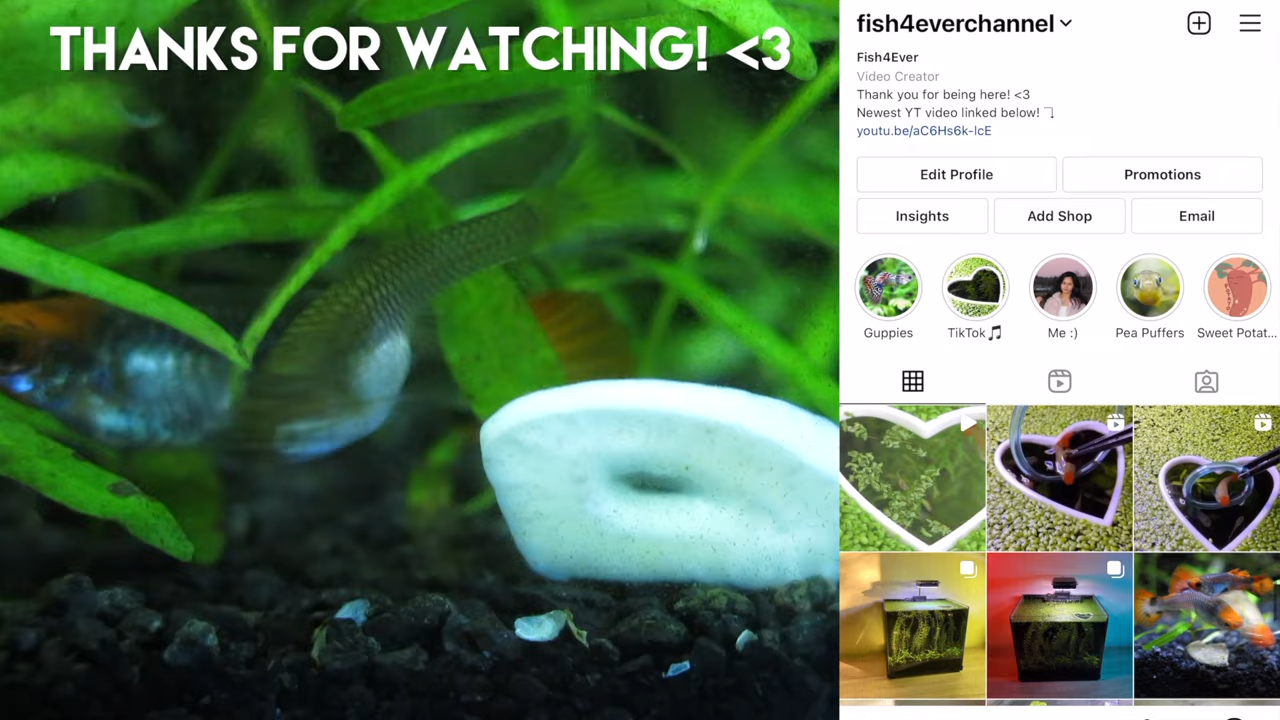 THANKS FOR WATCHING! <3
fish4everchannel
Fish4Ever
Video Creator
Thank you for being here! <3
Newest YT video linked below! ⤵
youtu.be/aC6Hs6k-lcE
Edit Profile
Promotions
Insights
Add Shop
Email
Guppies
TikTok🎵
Me :)
Pea Puffers
Sweet Potat...